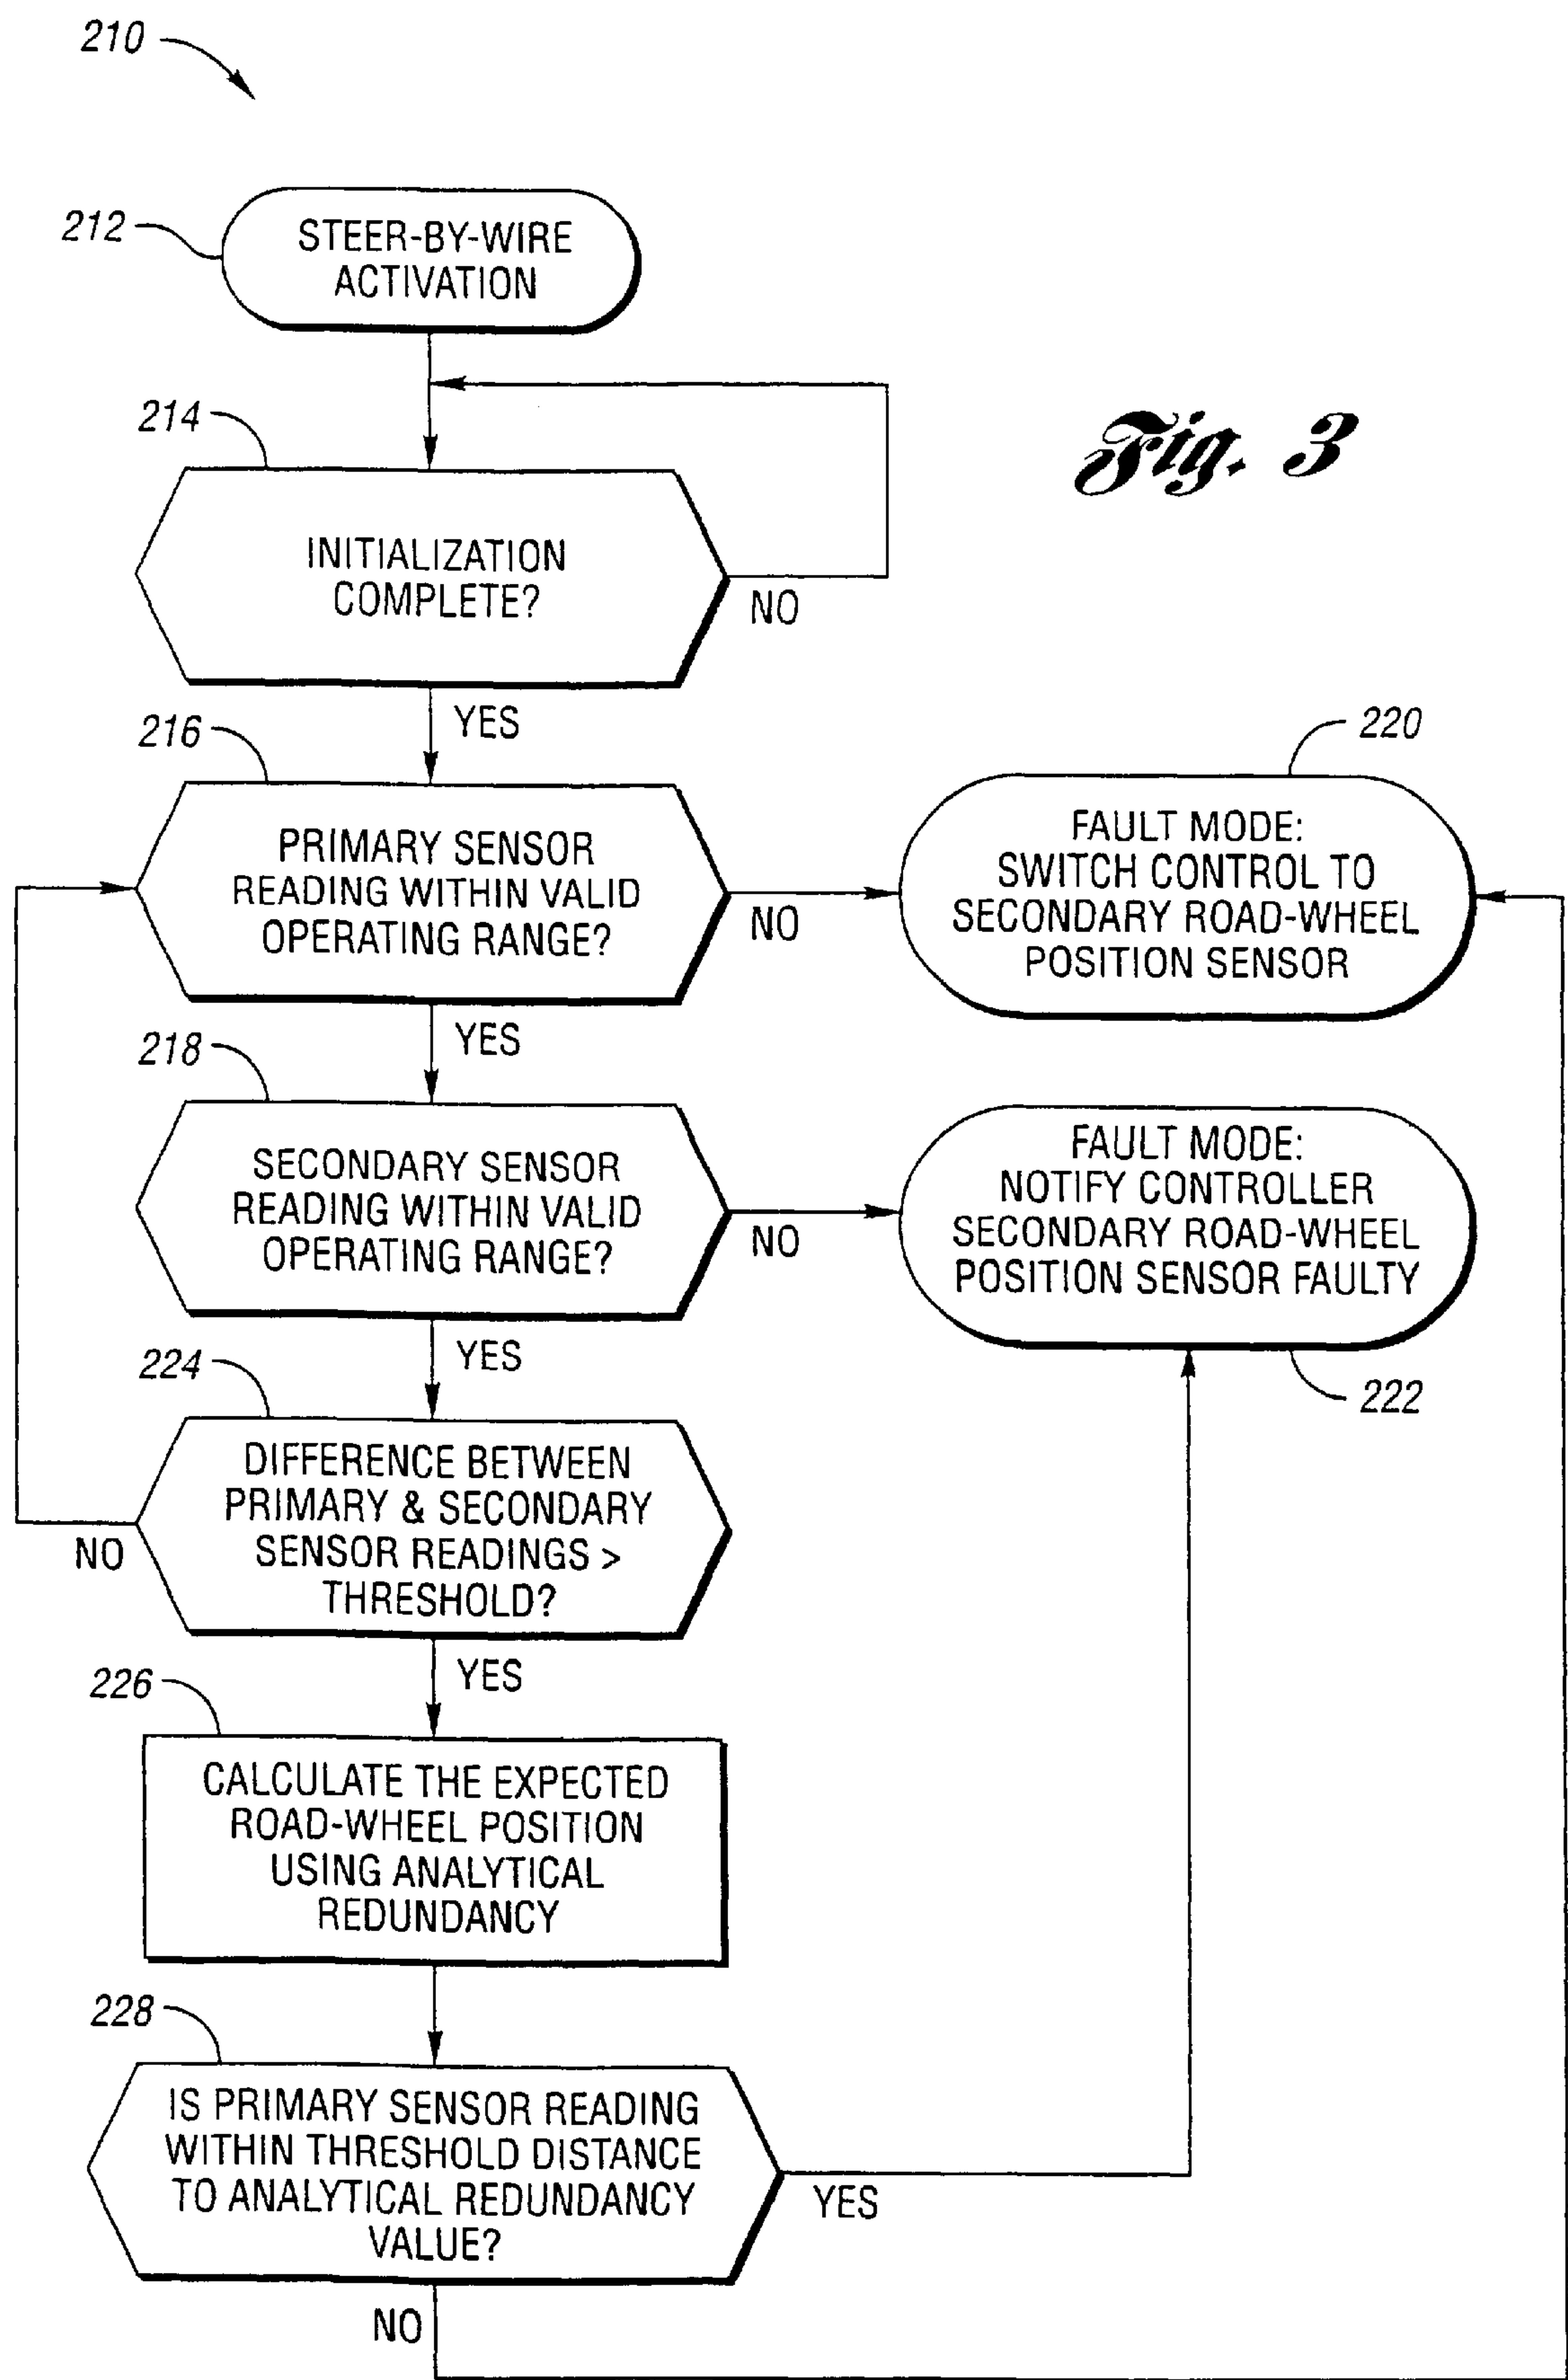 210
212
STEER-BY-WIRE
ACTIVATION
214
Fig. 3
INITIALIZATION
COMPLETE?
NO
YES
216
PRIMARY SENSOR
READING WITHIN VALID
OPERATING RANGE?
NO
220
FAULT MODE:
SWITCH CONTROL TO
SECONDARY ROAD-WHEEL
POSITION SENSOR
YES
218
SECONDARY SENSOR
READING WITHIN VALID
OPERATING RANGE?
NO
FAULT MODE:
NOTIFY CONTROLLER
SECONDARY ROAD-WHEEL
POSITION SENSOR FAULTY
222
YES
224
DIFFERENCE BETWEEN
PRIMARY & SECONDARY
SENSOR READINGS >
THRESHOLD?
NO
YES
226
CALCULATE THE EXPECTED
ROAD-WHEEL POSITION
USING ANALYTICAL
REDUNDANCY
228
IS PRIMARY SENSOR READING
WITHIN THRESHOLD DISTANCE
TO ANALYTICAL REDUNDANCY
VALUE?
YES
NO